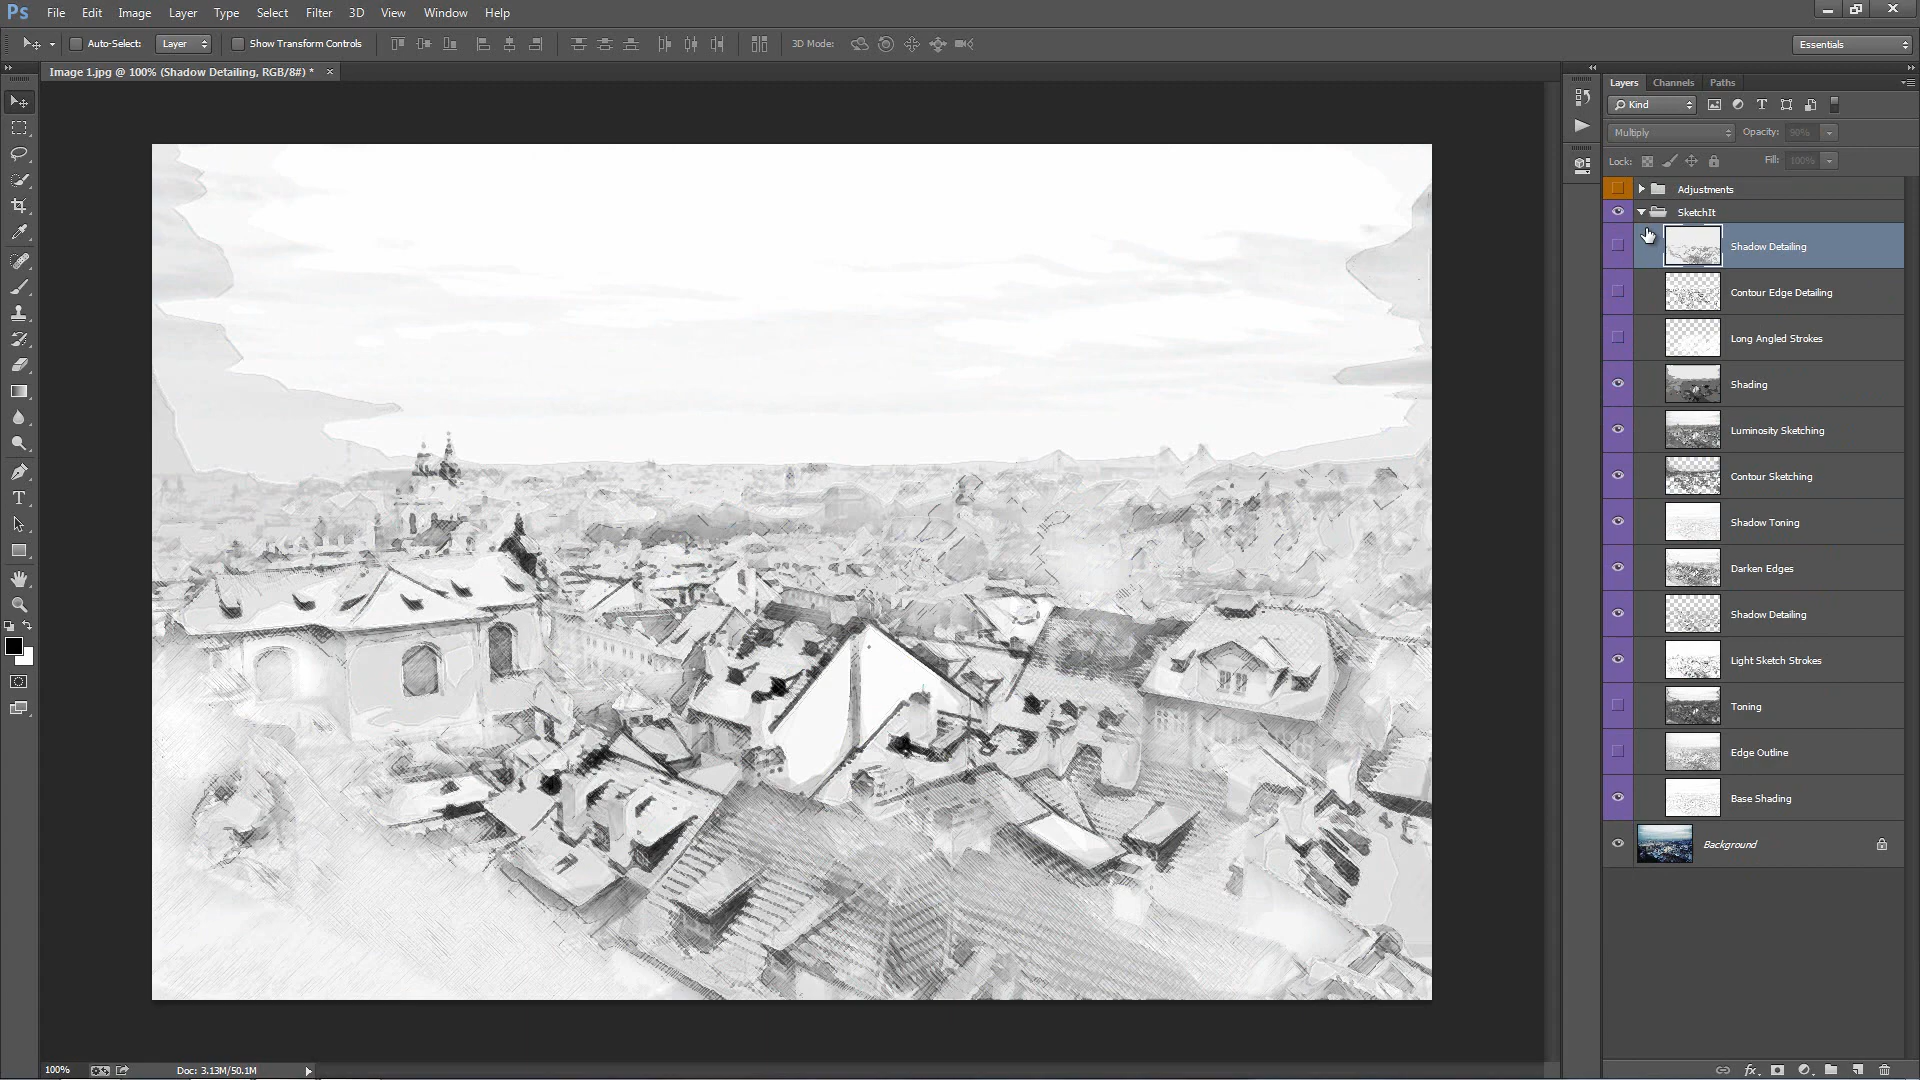 Ps File Edit Image Layer Type Select Filter 3D View Window Help
Auto-Select: Layer Show Transform Controls 3D Mode: Essentials
Image 1.jpg @ 100% (Shadow Detailing, RGB/8#) * ×
Layers Channels Paths
Kind
Multiply Opacity: 90%
Lock: Fill: 100%
Adjustments
SketchIt
Shadow Detailing
Contour Edge Detailing
Long Angled Strokes
Shading
Luminosity Sketching
Contour Sketching
Shadow Toning
Darken Edges
Shadow Detailing
Light Sketch Strokes
Toning
Edge Outline
Base Shading
Background
100% Doc: 3.13M/50.1M